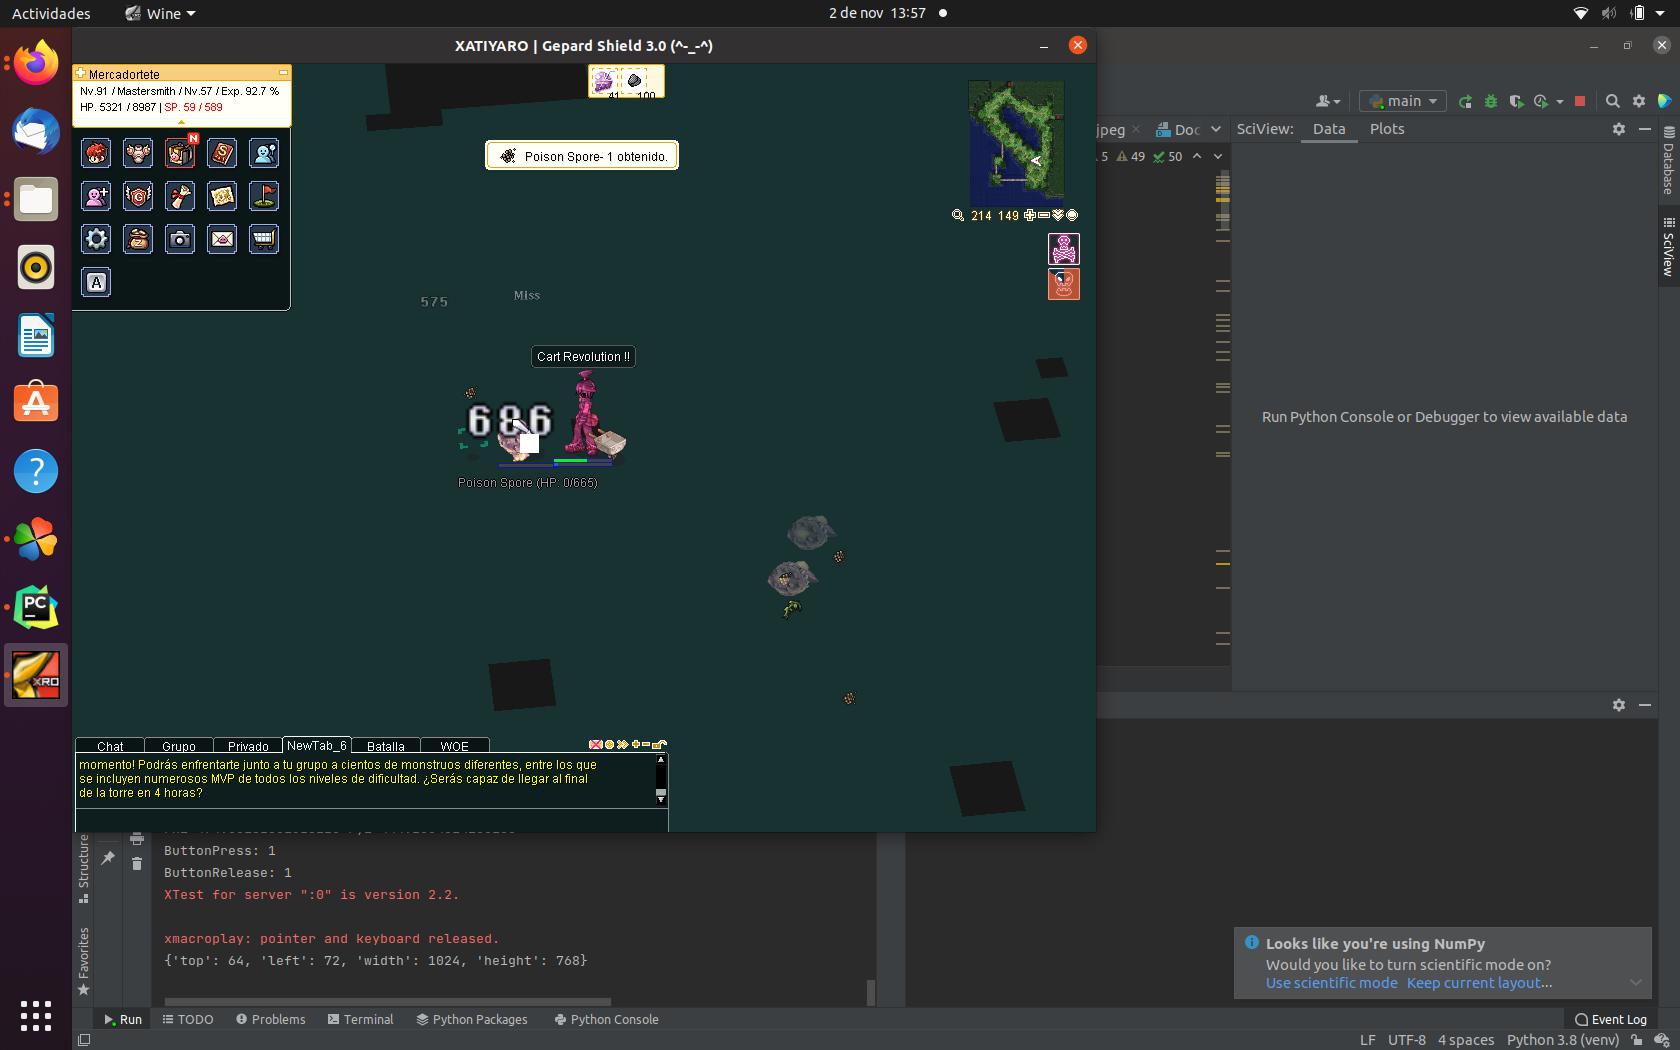 Actividades
Wine
2 de nov 13:57
XATIYARO | Gepard Shield 3.0 (^-_-^)
Mercadortete
Nv.91 / Mastersmith / Nv.57 / Exp. 92.7 %
HP. 5321 / 8987 | SP. 59 / 589
N
A
41
100
Poison Spore- 1 obtenido.
214 149
575
Miss
Cart Revolution !!
686
Poison Spore (HP: 0/665)
Chat
Grupo
Privado
NewTab_6
Batalla
WOE
momento! Podrás enfrentarte junto a tu grupo a cientos de monstruos diferentes, entre los que
se incluyen numerosos MVP de todos los niveles de dificultad. ¿Serás capaz de llegar al final
de la torre en 4 horas?
main
jpeg
Doc
SciView:
Data
Plots
5
49
50
Database
SciView
Run Python Console or Debugger to view available data
PC
XRO
Structure
Favorites
ButtonPress: 1
ButtonRelease: 1
XTest for server ":0" is version 2.2.
xmacroplay: pointer and keyboard released.
{'top': 64, 'left': 72, 'width': 1024, 'height': 768}
Looks like you're using NumPy
Would you like to turn scientific mode on?
Use scientific mode Keep current layout...
Run
TODO
Problems
Terminal
Python Packages
Python Console
Event Log
LF UTF-8 4 spaces Python 3.8 (venv)